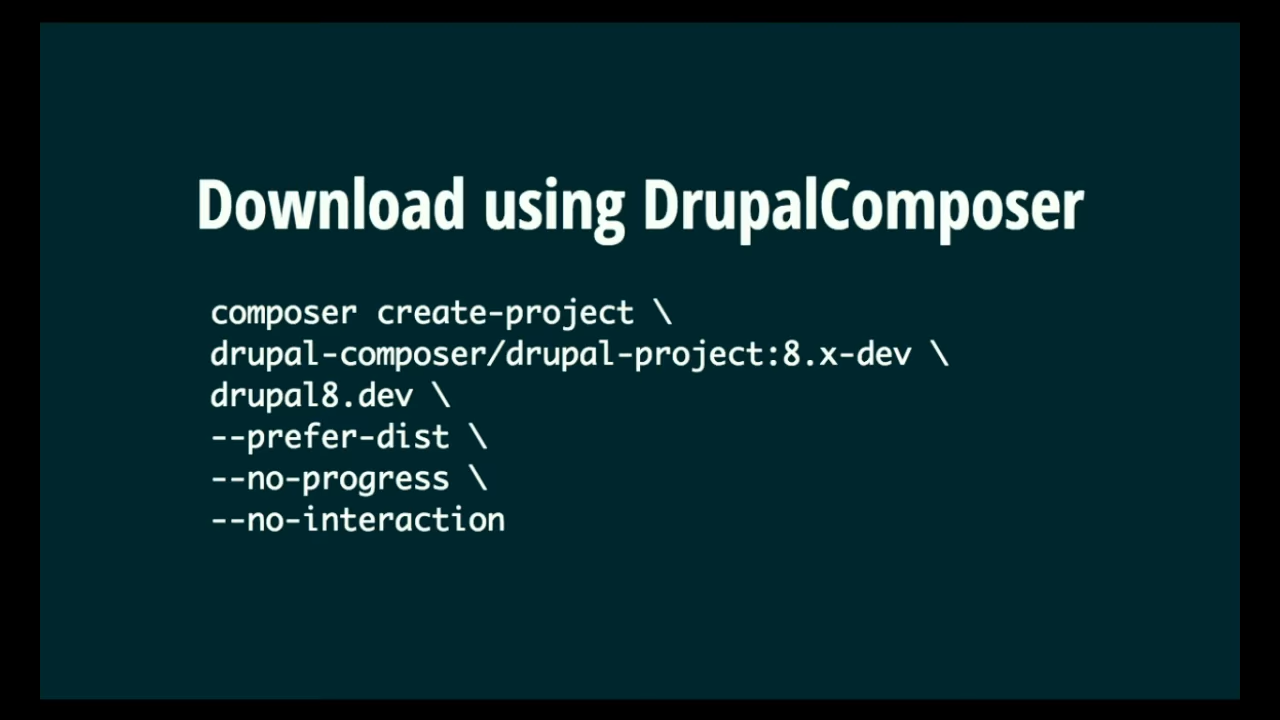 Download using DrupalComposer
composer create-project \
drupal-composer/drupal-project:8.x-dev \
drupal8.dev \
--prefer-dist \
--no-progress \
--no-interaction